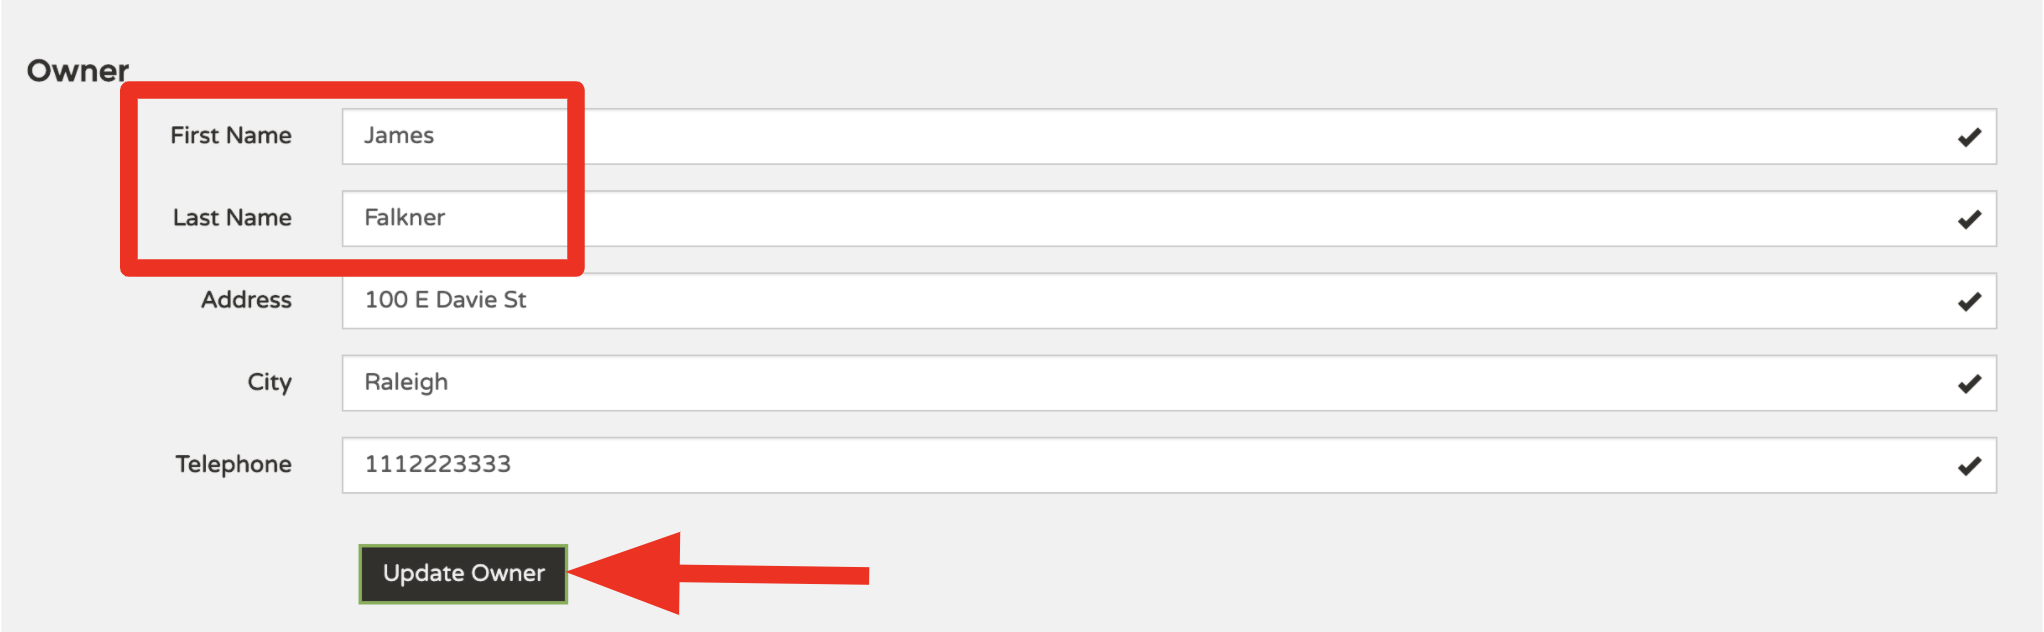 Owner
First Name James
Last Name Falkner
Address 100 E Davie St
City Raleigh
Telephone 1112223333
Update Owner